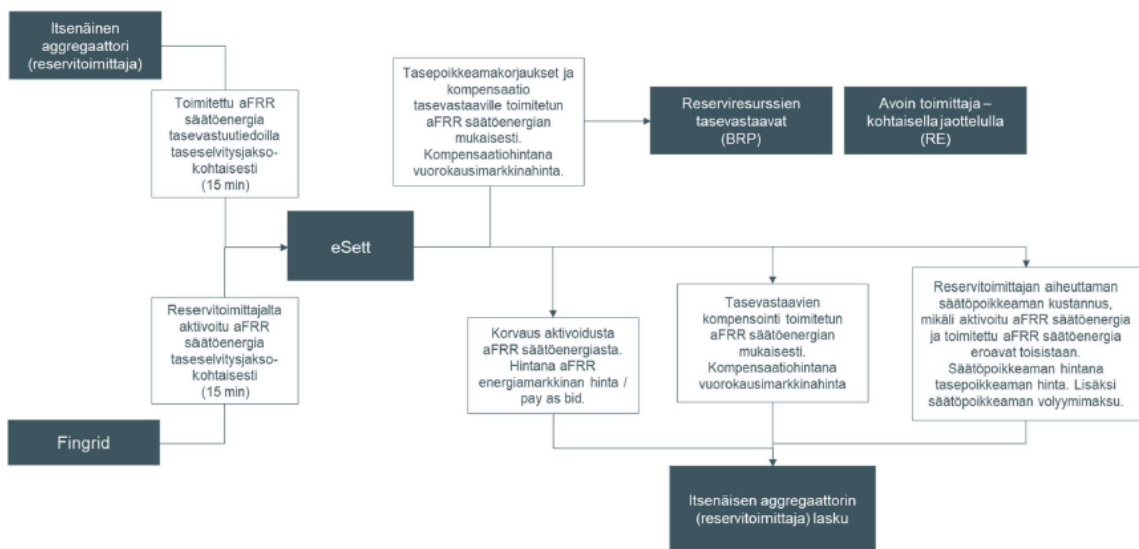 Itsenäinen
aggregaattori
(reservitoimittaja)
Toimitettu aFRR
säätöenergia
tasevastuutiedoilla
taseselvitysjakso-
kohtaisesti
(15 min)
Tasepoikkeamakorjaukset ja
kompensaatio
tasevastaaville toimitetun
aFRR säätöenergian
mukaisesti.
Kompensaatiohintana
vuorokausimarkkinahinta.
Reserviresurssien
tasevastaavat
(BRP)
Avoin toimittaja –
kohtaisella jaottelulla
(RE)
eSett
Reservitoimittajalta
aktivoitu aFRR
säätöenergia
taseselvitysjakso-
kohtaisesti
(15 min)
Fingrid
Korvaus aktivoidusta
aFRR säätöenergiasta.
Hintana aFRR
energiamarkkinan hinta /
pay as bid.
Tasevastaavien
kompensointi toimitetun
aFRR säätöenergian
mukaisesti.
Kompensaatiohintana
vuorokausimarkkinahinta
Reservitoimittajan aiheuttaman
säätöpoikkeaman kustannus,
mikäli aktivoitu aFRR säätöenergia
ja toimitettu aFRR säätöenergia
eroavat toisistaan.
Säätöpoikkeaman hintana
tasepoikkeaman hinta. Lisäksi
säätöpoikkeaman volyymimaksu.
Itsenäisen aggregaattorin
(reservitoimittaja) lasku